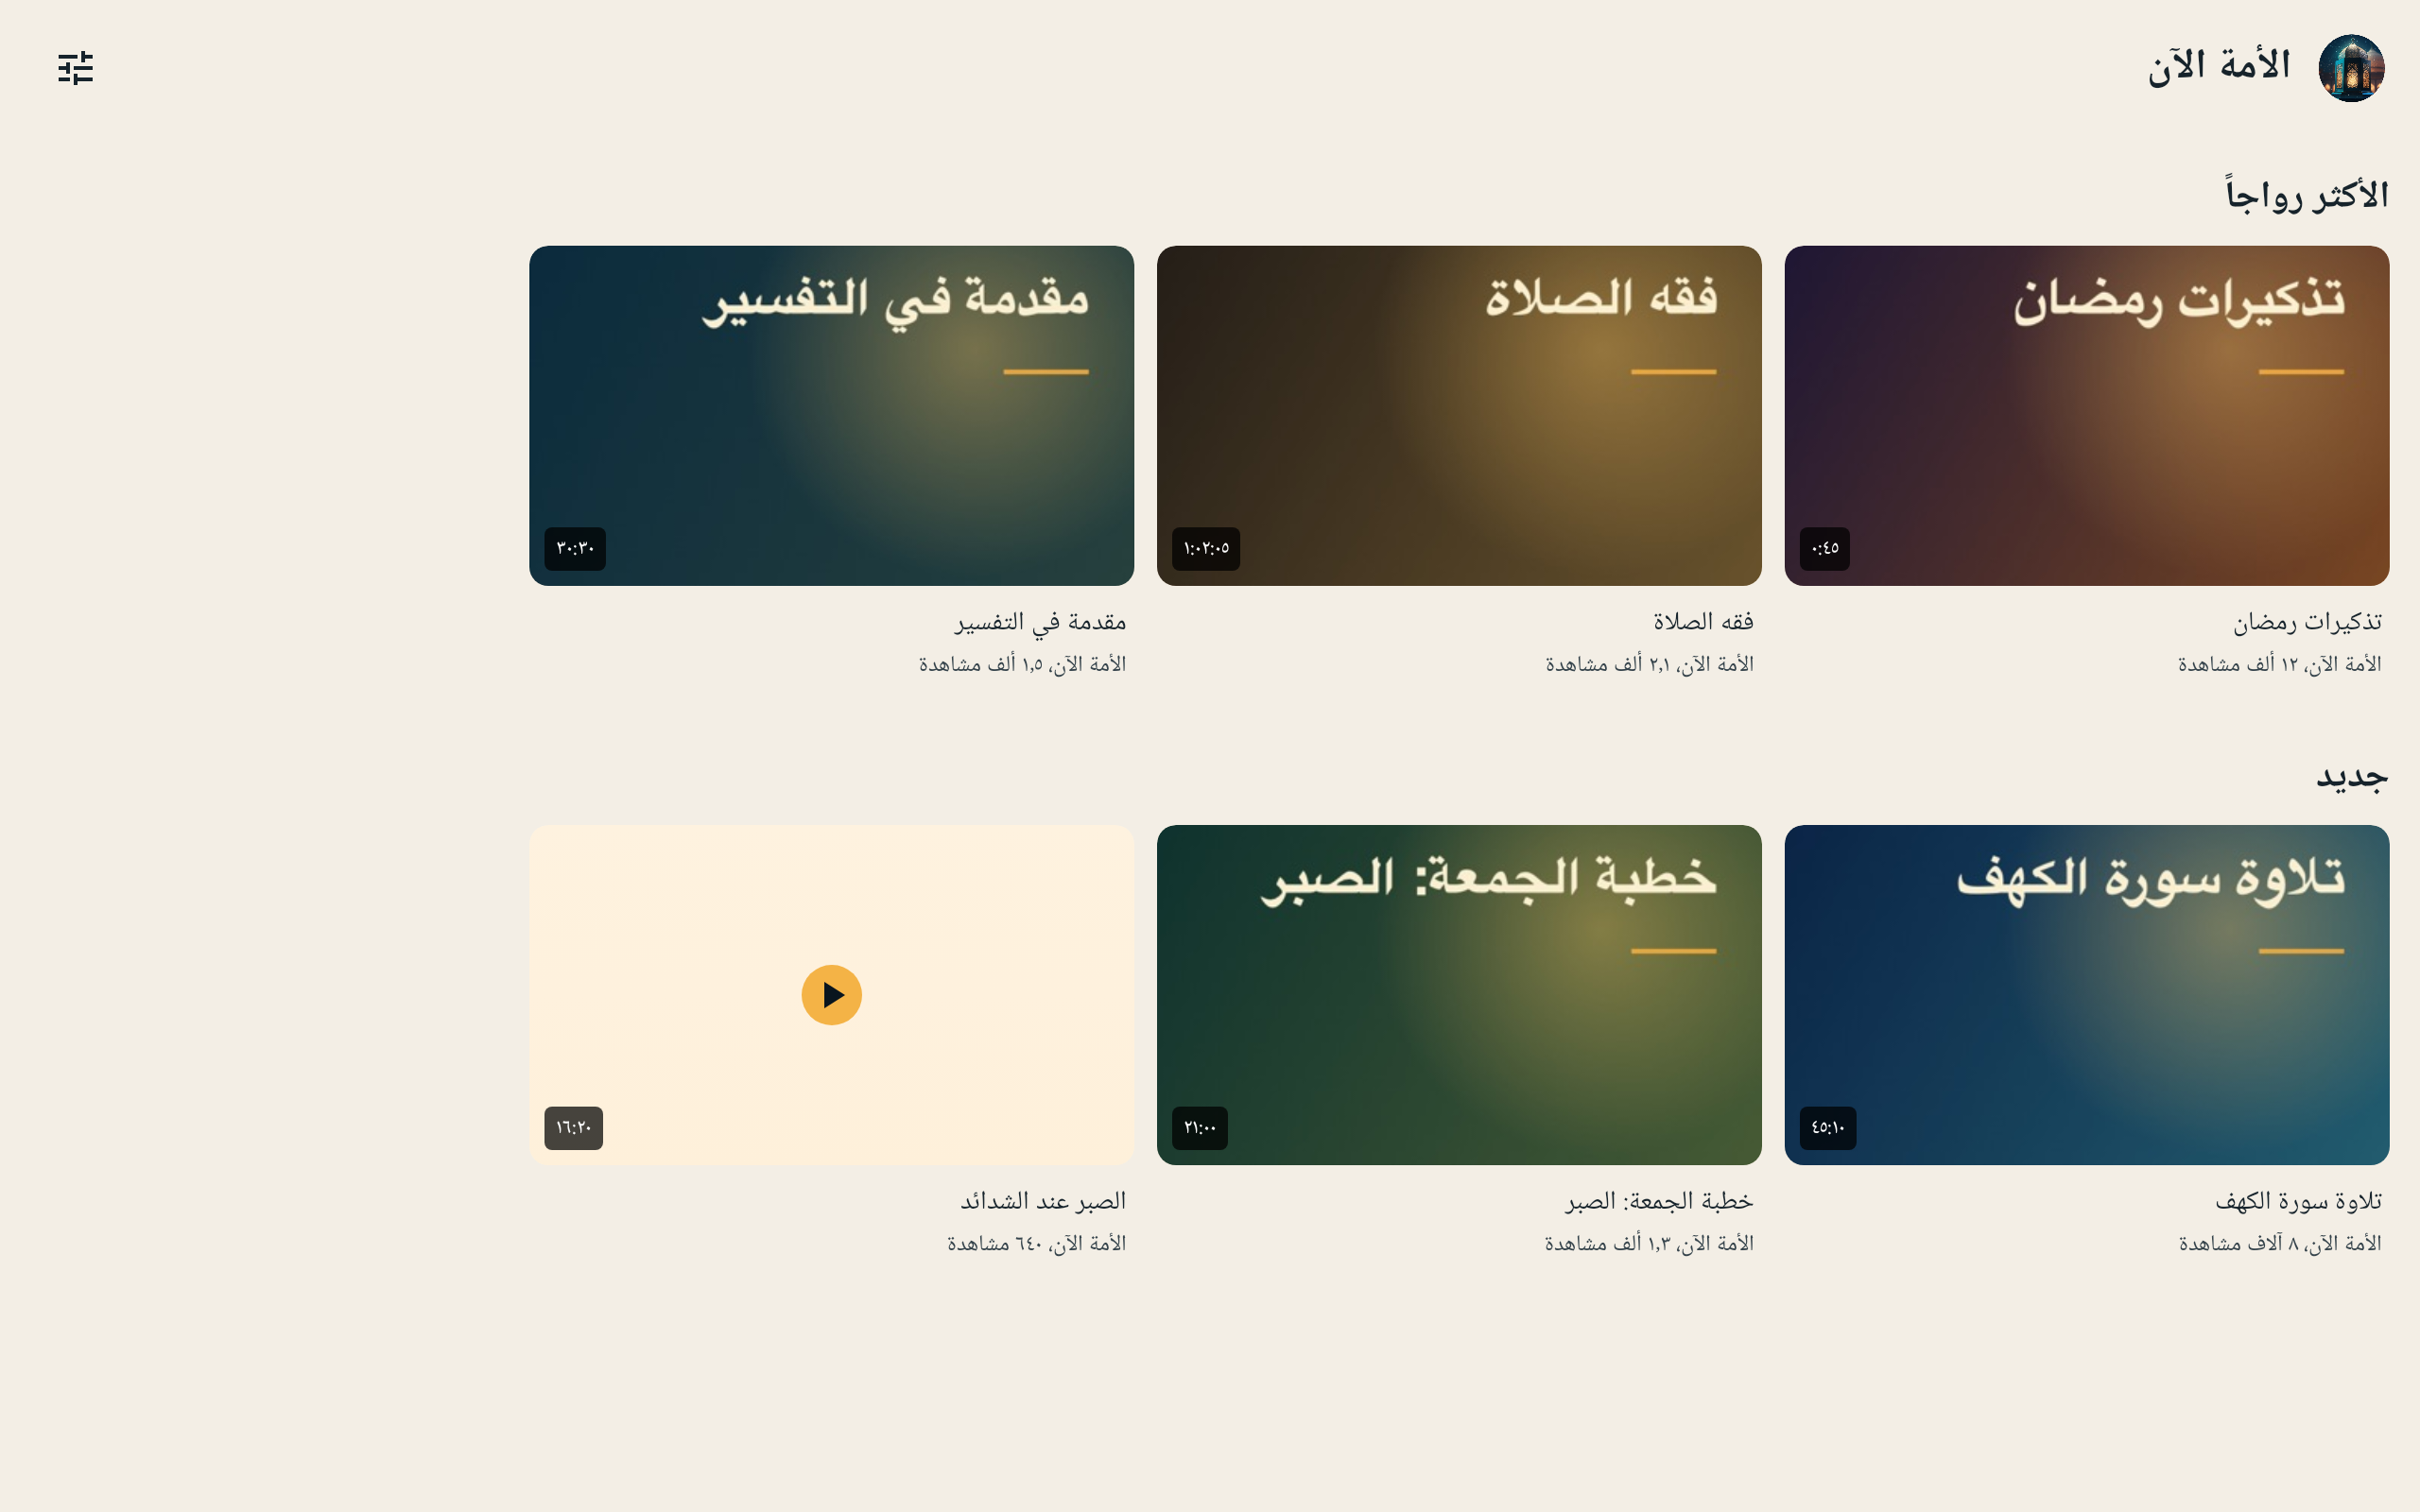 الأمة الآن
الأكثر رواجاً
تذكيرات رمضان
٠:٤٥
تذكيرات رمضان
الأمة الآن، ١٢ ألف مشاهدة
فقه الصلاة
١:٠٢:٠٥
فقه الصلاة
الأمة الآن، ٢٫١ ألف مشاهدة
مقدمة في التفسير
٣٠:٣٠
مقدمة في التفسير
الأمة الآن، ١٫٥ ألف مشاهدة
جديد
تلاوة سورة الكهف
٤٥:١٠
تلاوة سورة الكهف
الأمة الآن، ٨ آلاف مشاهدة
خطبة الجمعة: الصبر
٢١:٠٠
خطبة الجمعة: الصبر
الأمة الآن، ١٫٣ ألف مشاهدة
١٦:٢٠
الصبر عند الشدائد
الأمة الآن، ٦٤٠ مشاهدة